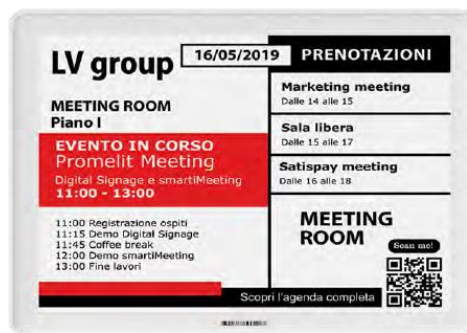 LV group
16/05/2019
MEETING ROOM
Piano I
EVENTO IN CORSO
Promelit Meeting
Digital Signage e smartiMeeting
11:00 - 13:00
11:00 Registrazione ospiti
11:15 Demo Digital Signage
11:45 Coffee break
12:00 Demo smartiMeeting
13:00 Fine lavori
PRENOTAZIONI
Marketing meeting
Dalle 14 alle 15
Sala libera
Dalle 15 alle 17
Satispay meeting
Dalle 16 alle 18
MEETING
ROOM
Scan me!
Scopri l'agenda completa